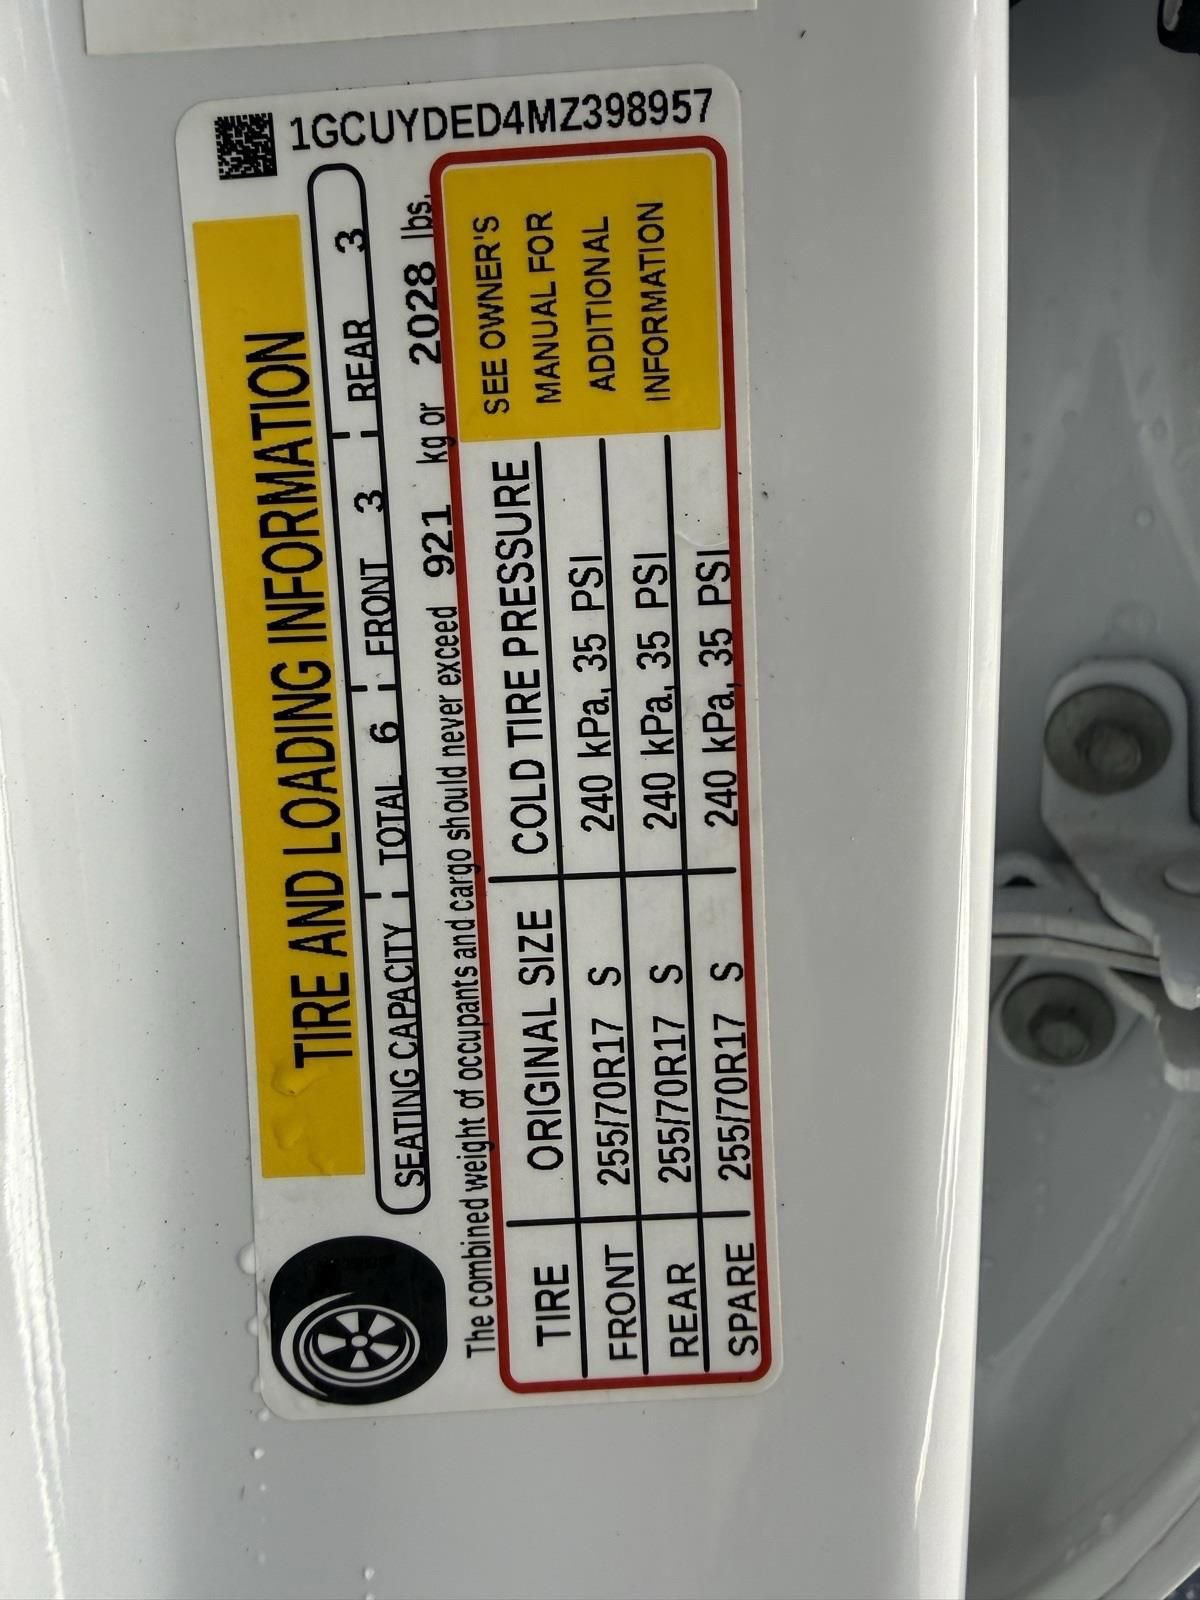 1GCUYDED4MZ398957
TIRE AND LOADING INFORMATION
SEATING CAPACITY TOTAL 6 FRONT 3 REAR 3
The combined weight of occupants and cargo should never exceed 921 kg or 2028 lbs.
TIRE ORIGINAL SIZE COLD TIRE PRESSURE
FRONT 255/70R17 S 240 kPa, 35 PSI
REAR 255/70R17 S 240 kPa, 35 PSI
SPARE 255/70R17 S 240 kPa, 35 PSI
SEE OWNER'S
MANUAL FOR
ADDITIONAL
INFORMATION